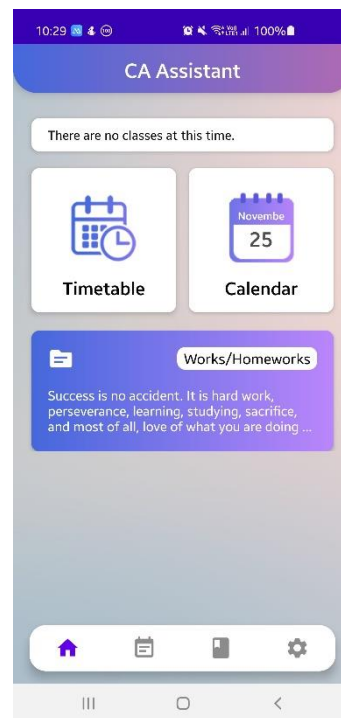 10:29 100%
CA Assistant
There are no classes at this time.
Timetable
Novembe
25
Calendar
Works/Homeworks
Success is no accident. It is hard work,
perseverance, learning, studying, sacrifice,
and most of all, love of what you are doing ...